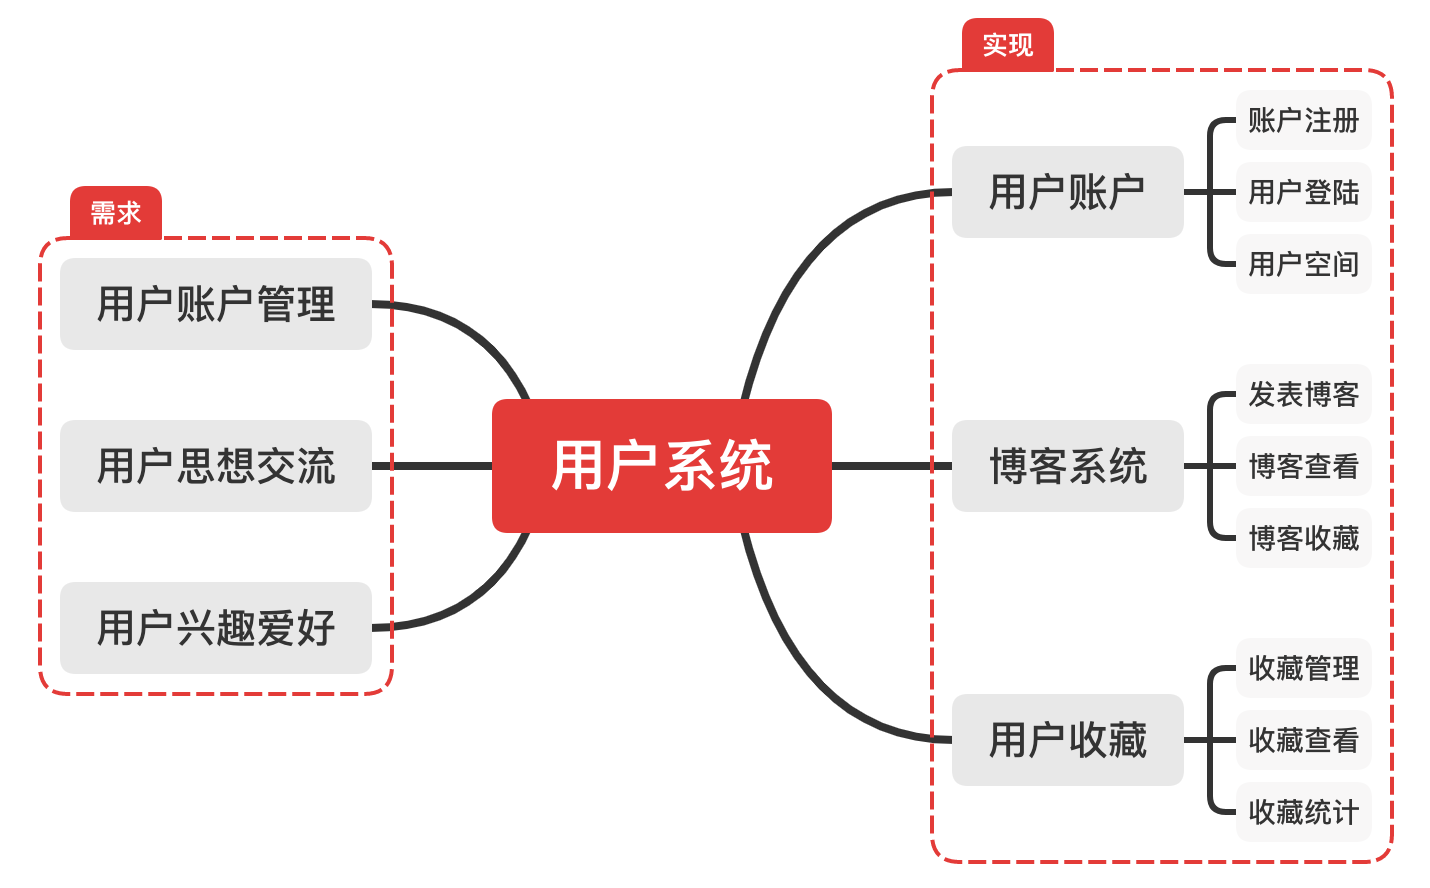 需求
用户账户管理
用户思想交流
用户兴趣爱好
用户系统
实现
用户账户
账户注册
用户登陆
用户空间
博客系统
发表博客
博客查看
博客收藏
用户收藏
收藏管理
收藏查看
收藏统计